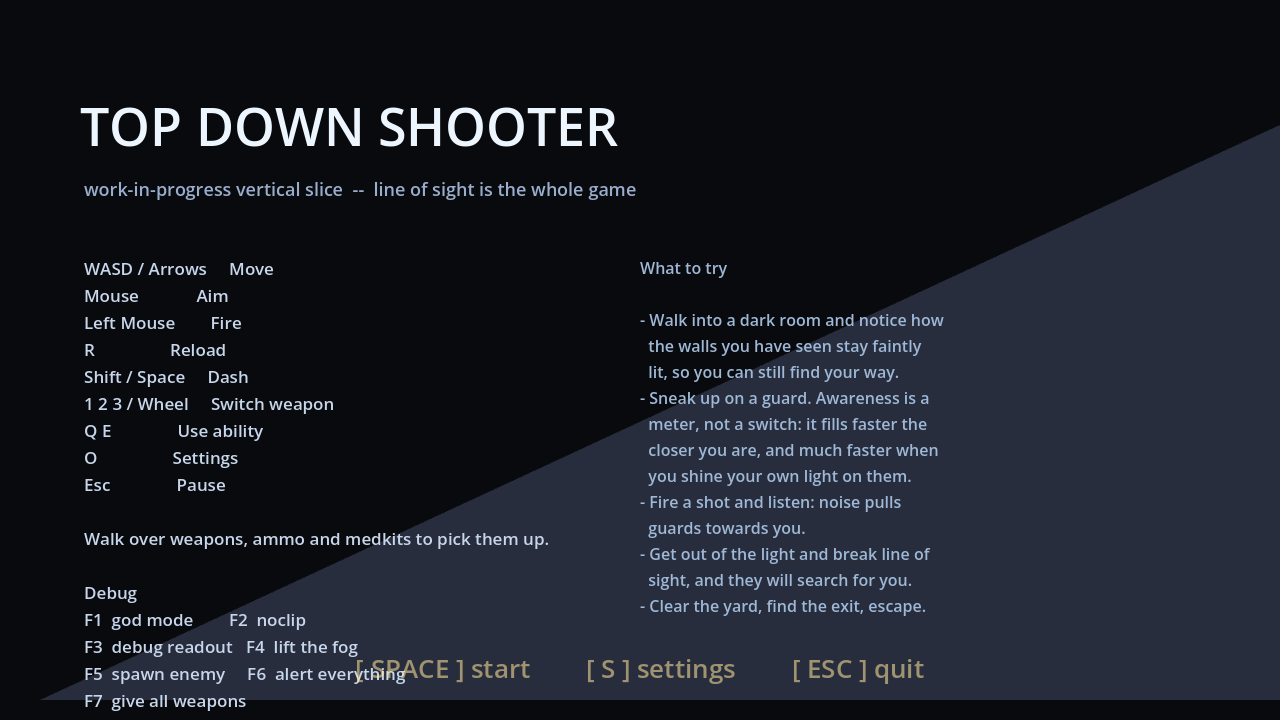 TOP DOWN SHOOTER
work-in-progress vertical slice -- line of sight is the whole game
WASD / Arrows Move
Mouse Aim
Left Mouse Fire
R Reload
Shift / Space Dash
1 2 3 / Wheel Switch weapon
Q E Use ability
O Settings
Esc Pause
Walk over weapons, ammo and medkits to pick them up.
Debug
F1 god mode F2 noclip
F3 debug readout F4 lift the fog
F5 spawn enemy F6 alert everything
F7 give all weapons
What to try
- Walk into a dark room and notice how
the walls you have seen stay faintly
lit, so you can still find your way.
- Sneak up on a guard. Awareness is a
meter, not a switch: it fills faster the
closer you are, and much faster when
you shine your own light on them.
- Fire a shot and listen: noise pulls
guards towards you.
- Get out of the light and break line of
sight, and they will search for you.
- Clear the yard, find the exit, escape.
[ SPACE ] start [ S ] settings [ ESC ] quit